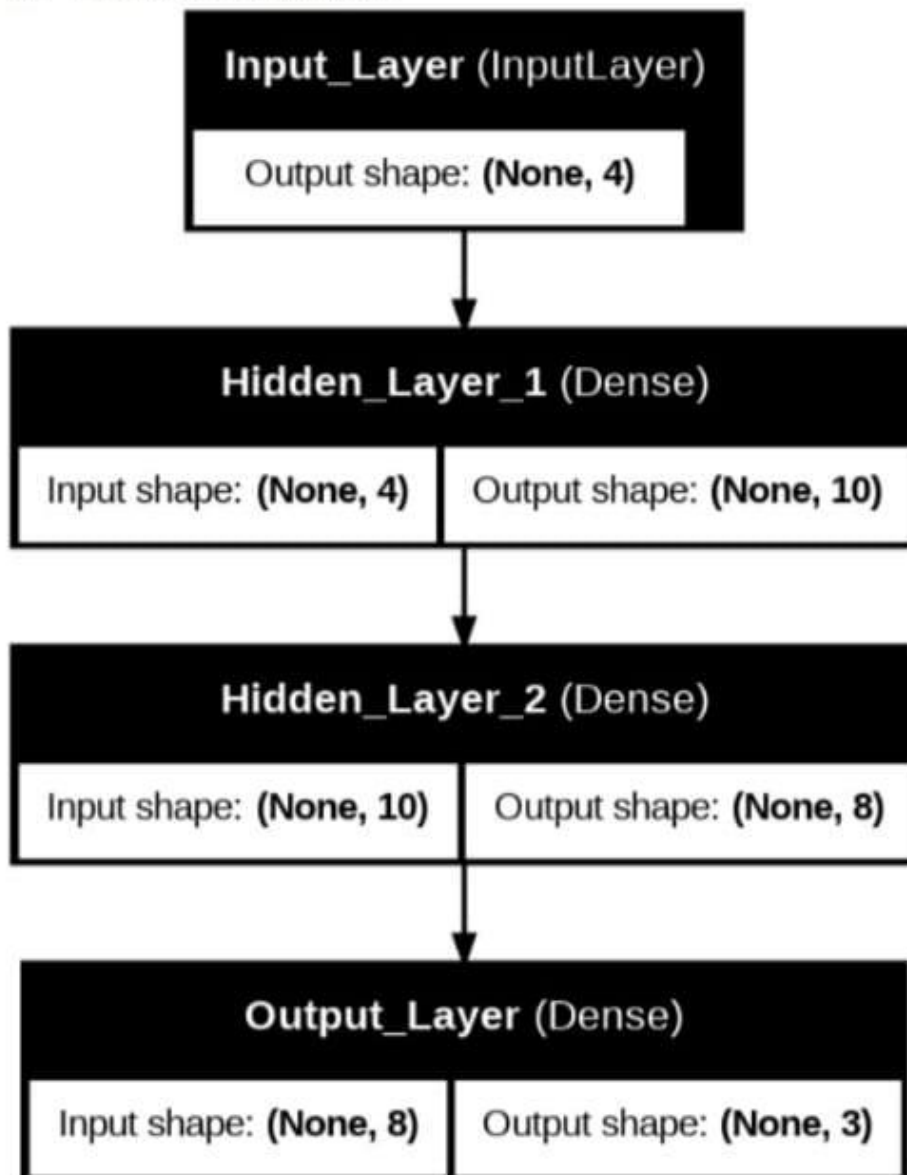 Input_Layer (InputLayer)
Output shape: (None, 4)
Hidden_Layer_1 (Dense)
Input shape: (None, 4) Output shape: (None, 10)
Hidden_Layer_2 (Dense)
Input shape: (None, 10) Output shape: (None, 8)
Output_Layer (Dense)
Input shape: (None, 8) Output shape: (None, 3)